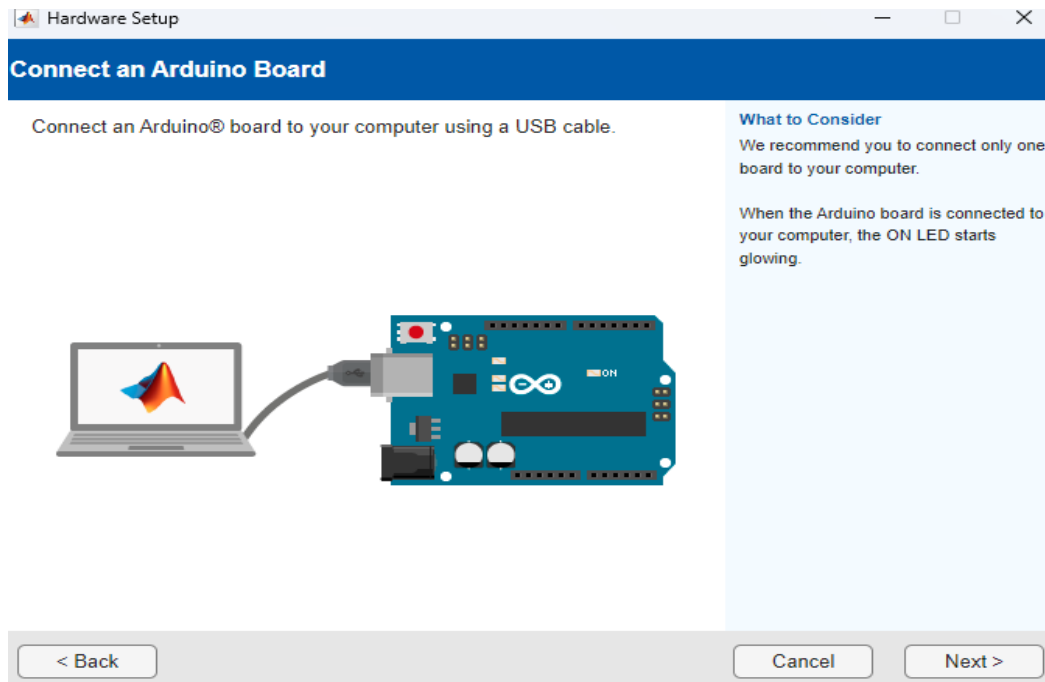 Hardware Setup
Connect an Arduino Board
Connect an Arduino® board to your computer using a USB cable.
What to Consider
We recommend you to connect only one
board to your computer.
When the Arduino board is connected to
your computer, the ON LED starts
glowing.
ON
< Back
Cancel
Next >